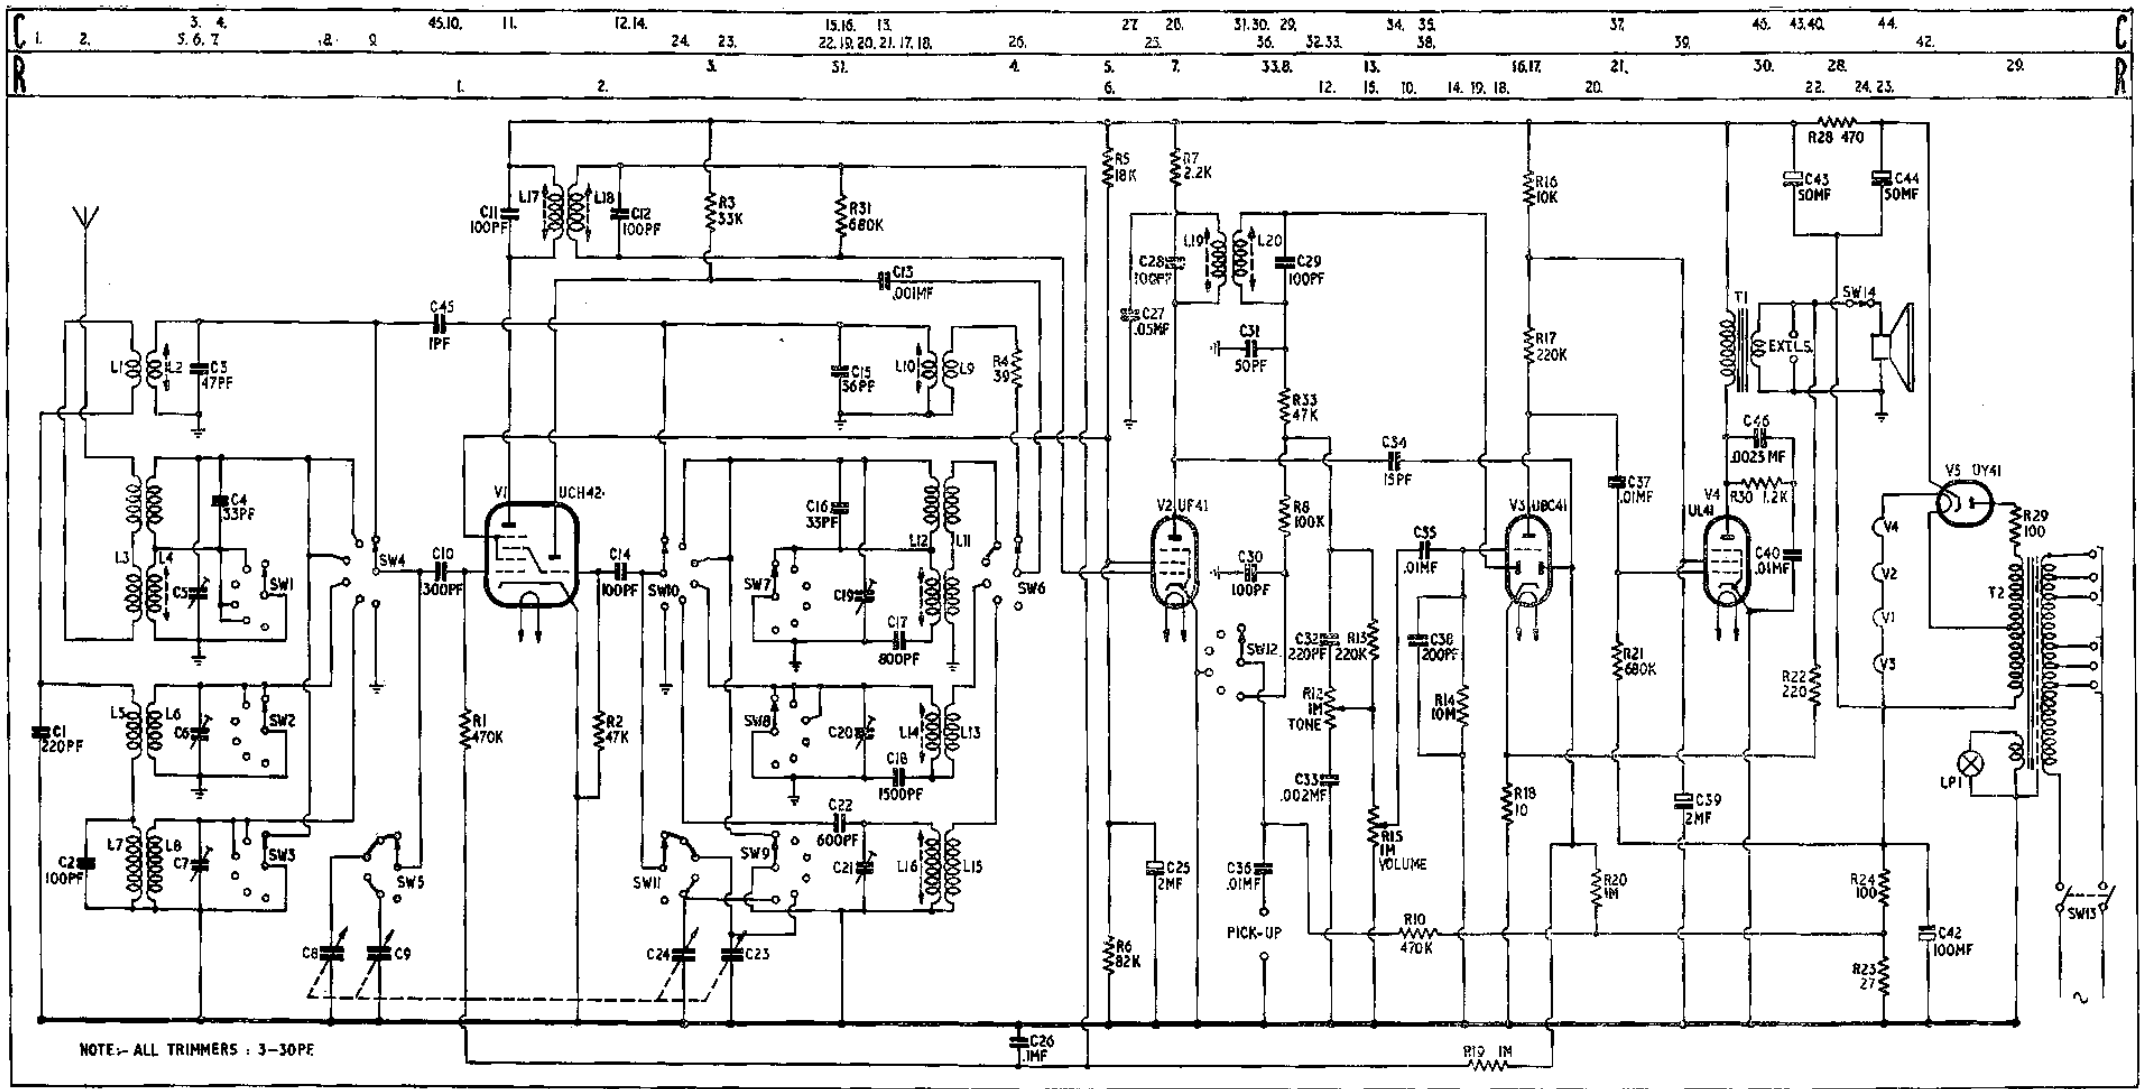 C 3. 4. 45.10. 11. 12.14. 15.16. 13. 27. 28. 31.30. 29. 34. 35. 37. 46. 43.40. 44. C
1. 2. 5. 6. 7. 8. 9. 24. 23. 22. 19. 20. 21. 17. 18. 26. 25. 36. 32.33. 38. 39. 42.
R 3. 31. 4. 5. 7. 33.8. 13. 16.17. 21. 30. 28. 29. R
1. 2. 6. 12. 15. 10. 14. 19. 18. 20. 22. 24. 23.
R28 470
R5
18K
R7
2.2K
R16
10K
C43
50MF
C44
50MF
L17
L18
C11
100PF
C12
100PF
R3
33K
R31
680K
L19
L20
C28
100PF
C29
100PF
C13
.001MF
C27
.05MF
C45
1PF
T1
SW14
EXT.L.S.
L1
L2
C3
47PF
C15
56PF
L10
L9
R4
39
C31
50PF
R17
220K
R33
47K
C46
.0025MF
C34
15PF
R30 1.2K
V5 UY41
V1
UCH42
C4
33PF
C16
33PF
V2 UF41
R8
100K
V3 UBC41
C37
.01MF
V4
UL41
R29
100
L3
L4
C5
SW1
SW4
C10
300PF
C14
100PF
SW10
SW7
C19
L12
L11
SW6
C30
100PF
C35
.01MF
C40
.01MF
V4
V2
V1
V3
T2
C17
800PF
SW12
C32
220PF
R13
220K
C38
200PF
R21
680K
R22
220
L5
L6
C6
SW2
C1
220PF
R1
470K
R2
47K
SW8
C20
L14
L13
C18
1500PF
R12
1M
TONE
R14
10M
C33
.002MF
R18
10
C39
2MF
LP1
C22
600PF
C2
100PF
L7
L8
C7
SW3
SW5
SW11
SW9
C21
L16
L15
C25
2MF
C36
.01MF
R15
1M
VOLUME
R20
1M
R24
100
SW13
C8
C9
C24
C23
R6
82K
PICK-UP
R10
470K
C42
100MF
R23
27
~
NOTE:- ALL TRIMMERS : 3-30PF
C26
.1MF
R19 1M